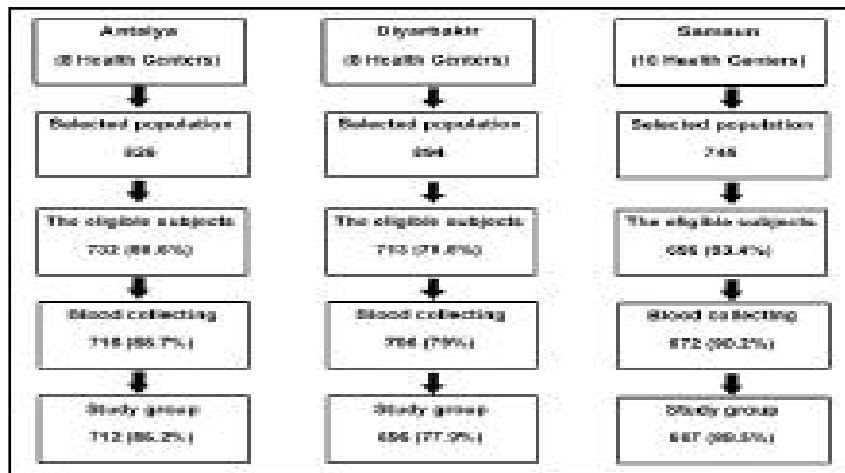 Antalya
(8 Health Centers)
Selected population
826
The eligible subjects
732 (88.6%)
Blood collecting
716 (86.7%)
Study group
712 (86.2%)
Diyarbakir
Health Centers)
Selected population
894
The eligible subjects
713 (79.8%)
Blood collecting
706 (79%)
Study group
696 (77.9%)
Samsun
(10 Health Centers)
Selected population
745
The eligible subjects
696 (93.4%)
Blood collecting
672 (90.2%)
Study group
667 (89.5%)